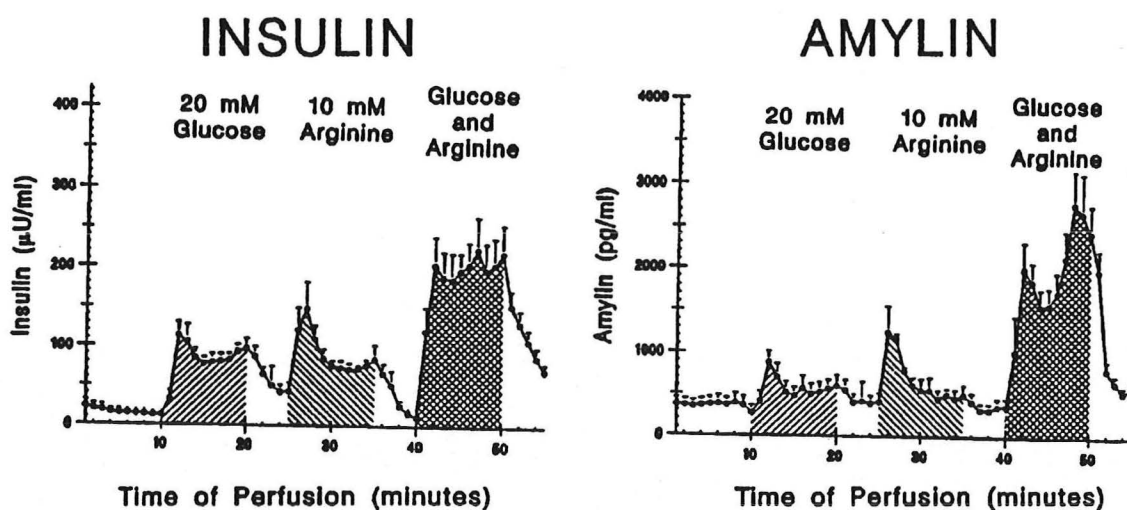 INSULIN
400
300
200
100
0
Insulin (μU/ml)
20 mM
Glucose
10 mM
Arginine
Glucose
and
Arginine
10
20
30
40
50
Time of Perfusion (minutes)
AMYLIN
4000
3000
2000
1000
0
Amylin (pg/ml)
20 mM
Glucose
10 mM
Arginine
Glucose
and
Arginine
10
20
30
40
50
Time of Perfusion (minutes)